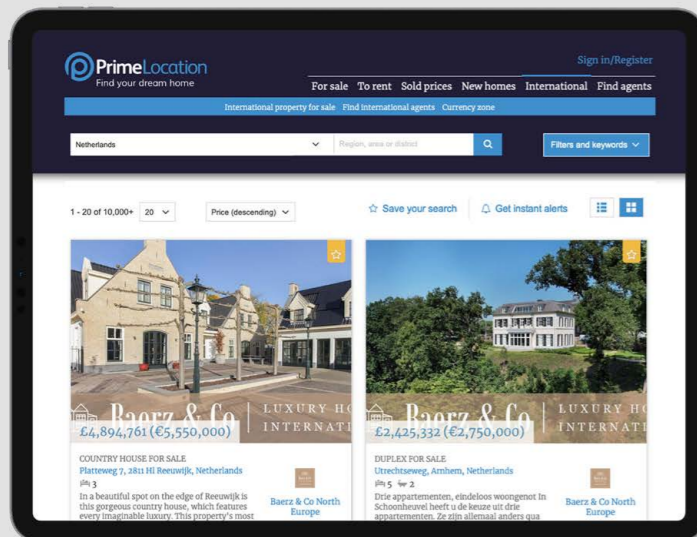 PrimeLocation
Find your dream home
Sign in/Register
For sale To rent Sold prices New homes International Find agents
International property for sale Find international agents Currency zone
Netherlands
Region, area or district
Filters and keywords
1 - 20 of 10,000+
20
Price (descending)
Save your search
Get instant alerts
Baerz & Co
LUXURY HO
INTERNATI
£4,894,761 (€5,550,000)
COUNTRY HOUSE FOR SALE
Platteweg 7, 2811 Hl Reeuwijk, Netherlands
3
In a beautiful spot on the edge of Reeuwijk is
this gorgeous country house, which features
every imaginable luxury. This property's most
Baerz & Co North
Europe
Baerz & Co
LUXURY HO
INTERNATI
£2,425,332 (€2,750,000)
DUPLEX FOR SALE
Utrechtseweg, Arnhem, Netherlands
5 2
Drie appartementen, eindeloos woongenot In
Schoonheuvel heeft u de keuze uit drie
appartementen. Ze zijn allemaal anders qua
Baerz & Co North
Europe